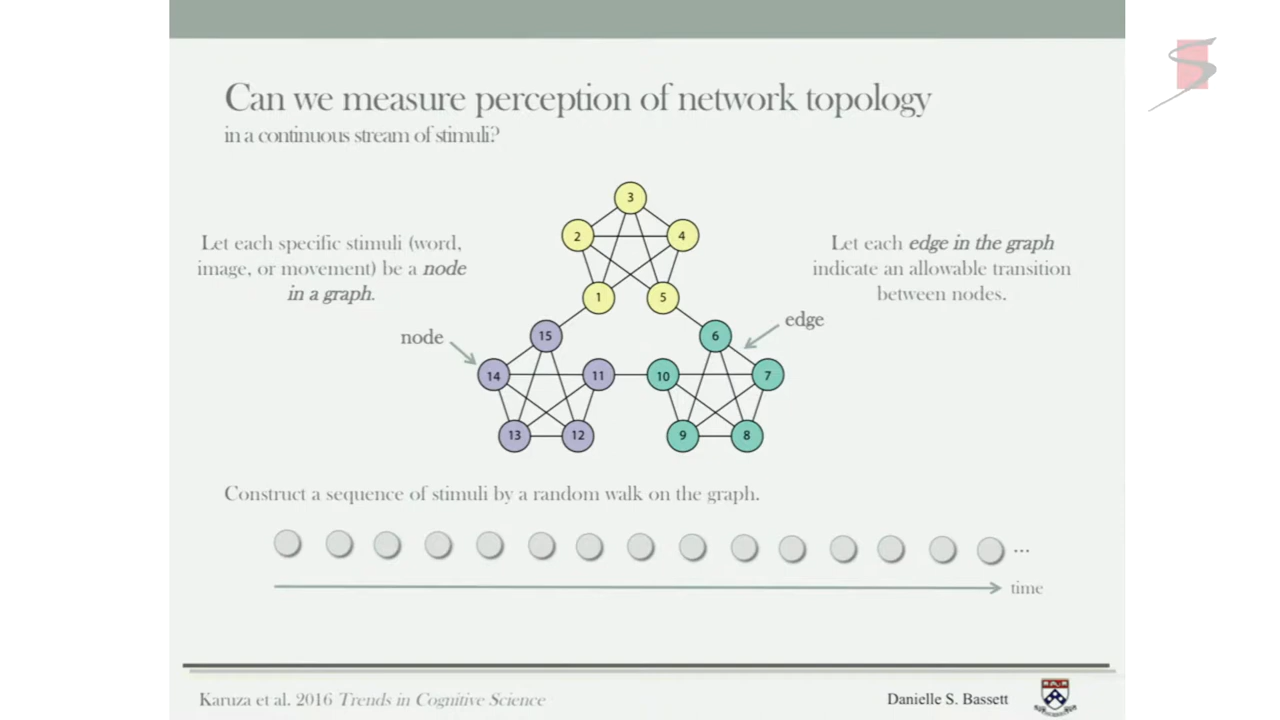 Can we measure perception of network topology
in a continuous stream of stimuli?
Let each specific stimuli (word,
image, or movement) be a node
in a graph.
Let each edge in the graph
indicate an allowable transition
between nodes.
node
edge
3
2
4
1
5
15
6
14
11
10
7
13
12
9
8
Construct a sequence of stimuli by a random walk on the graph.
...
time
Karuza et al. 2016 Trends in Cognitive Science
Danielle S. Bassett
S